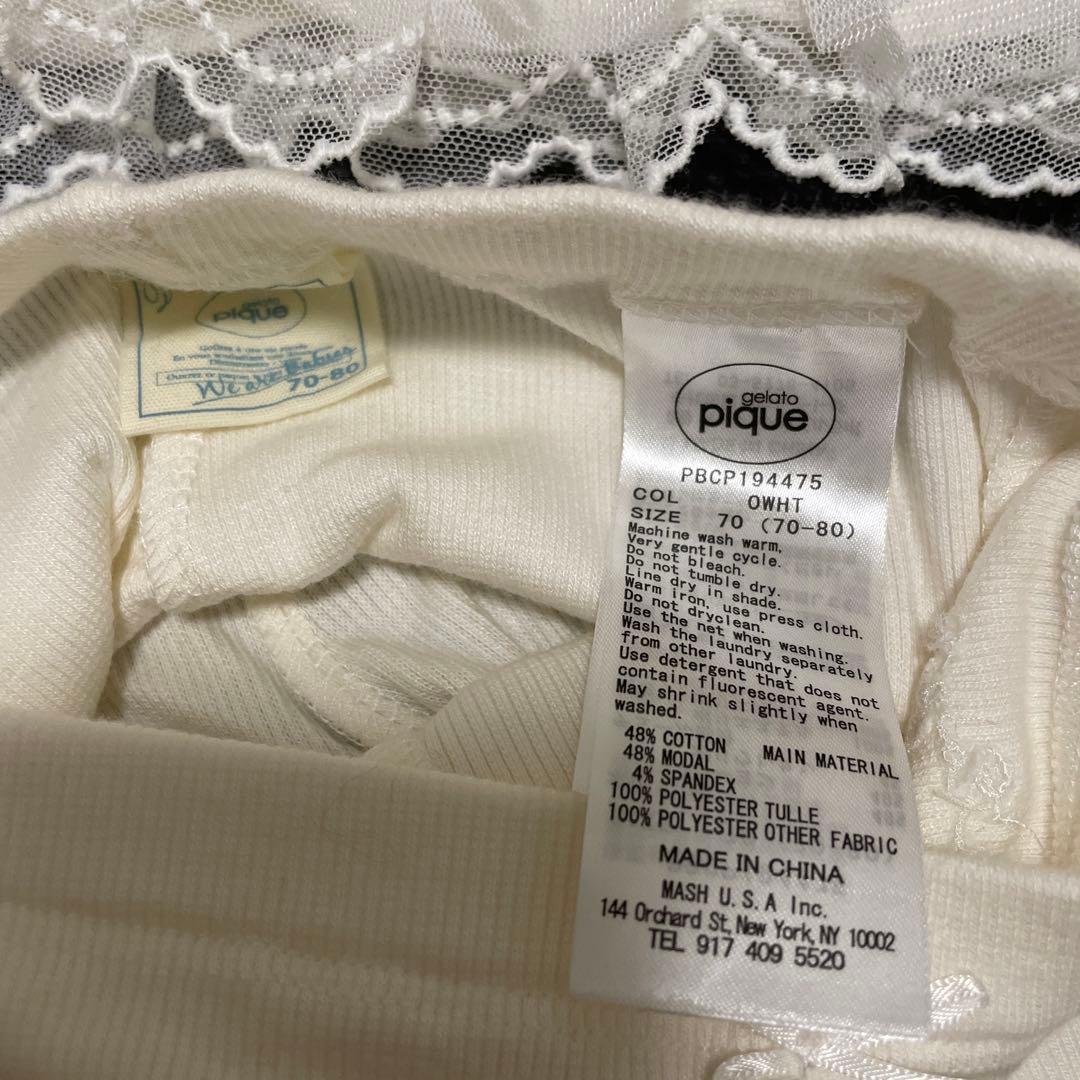 gelato
pique
We are Babies
70-80
gelato
pique
PBCP194475
COL OWHT
SIZE 70 (70-80)
Machine wash warm,
Very gentle cycle.
Do not bleach.
Do not tumble dry.
Line dry in shade.
Warm iron, use press cloth.
Do not dryclean.
Use the net when washing.
Wash the laundry separately
from other laundry.
Use detergent that does not
contain fluorescent agent.
May shrink slightly when
washed.
48% COTTON MAIN MATERIAL
48% MODAL
4% SPANDEX
100% POLYESTER TULLE
100% POLYESTER OTHER FABRIC
MADE IN CHINA
MASH U.S.A Inc.
144 Orchard St, New York, NY 10002
TEL 917 409 5520